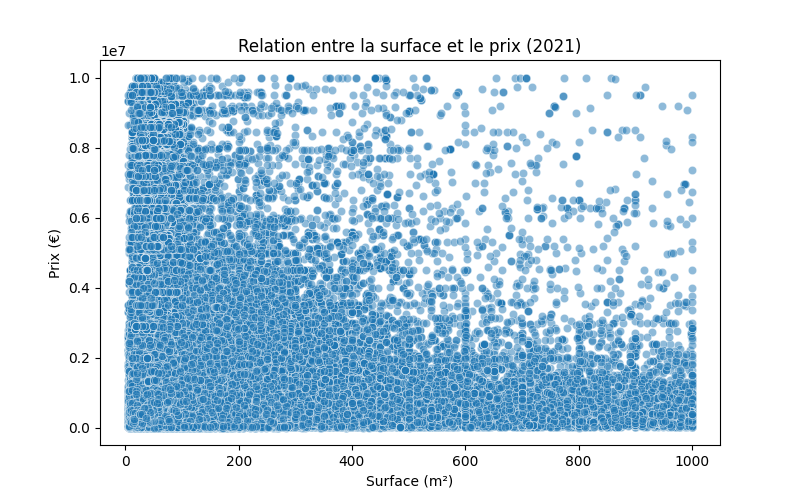 Relation entre la surface et le prix (2021)
1e7
1.0
0.8
0.6
0.4
0.2
0.0
Prix (€)
0 200 400 600 800 1000
Surface (m²)